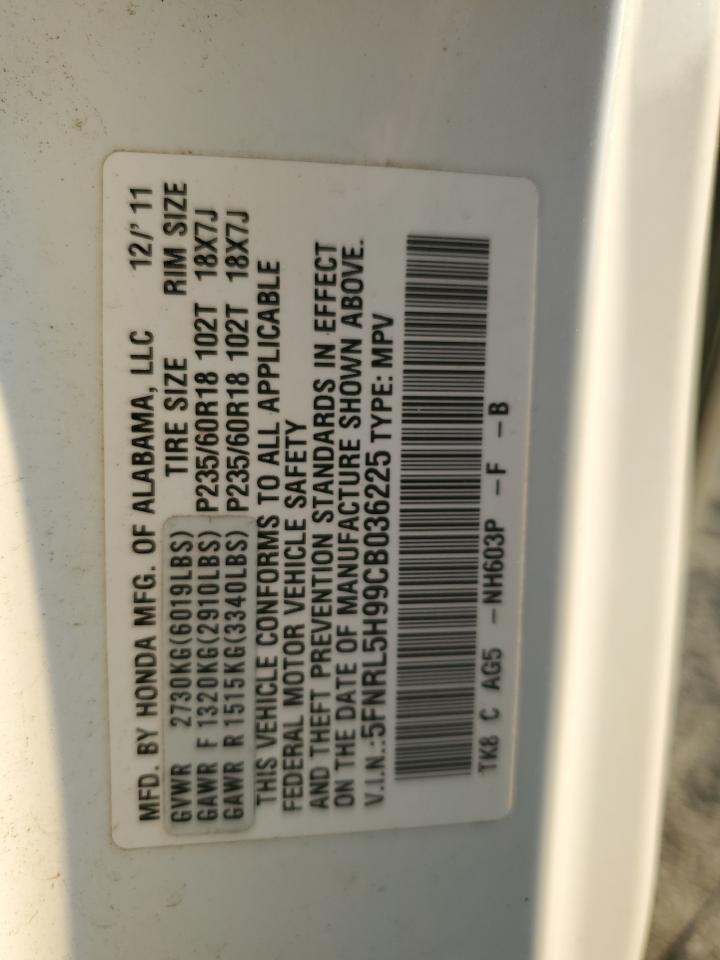 MFD. BY HONDA MFG. OF ALABAMA, LLC 12/'11
GVWR 2730KG(6019LBS) TIRE SIZE RIM SIZE
GAWR F 1320KG(2910LBS) P235/60R18 102T 18X7J
GAWR R 1515KG(3340LBS) P235/60R18 102T 18X7J
THIS VEHICLE CONFORMS TO ALL APPLICABLE
FEDERAL MOTOR VEHICLE SAFETY
AND THEFT PREVENTION STANDARDS IN EFFECT
ON THE DATE OF MANUFACTURE SHOWN ABOVE.
V.I.N.:5FNRL5H99CB036225 TYPE: MPV
TK8 C AG5 -NH603P -F -B